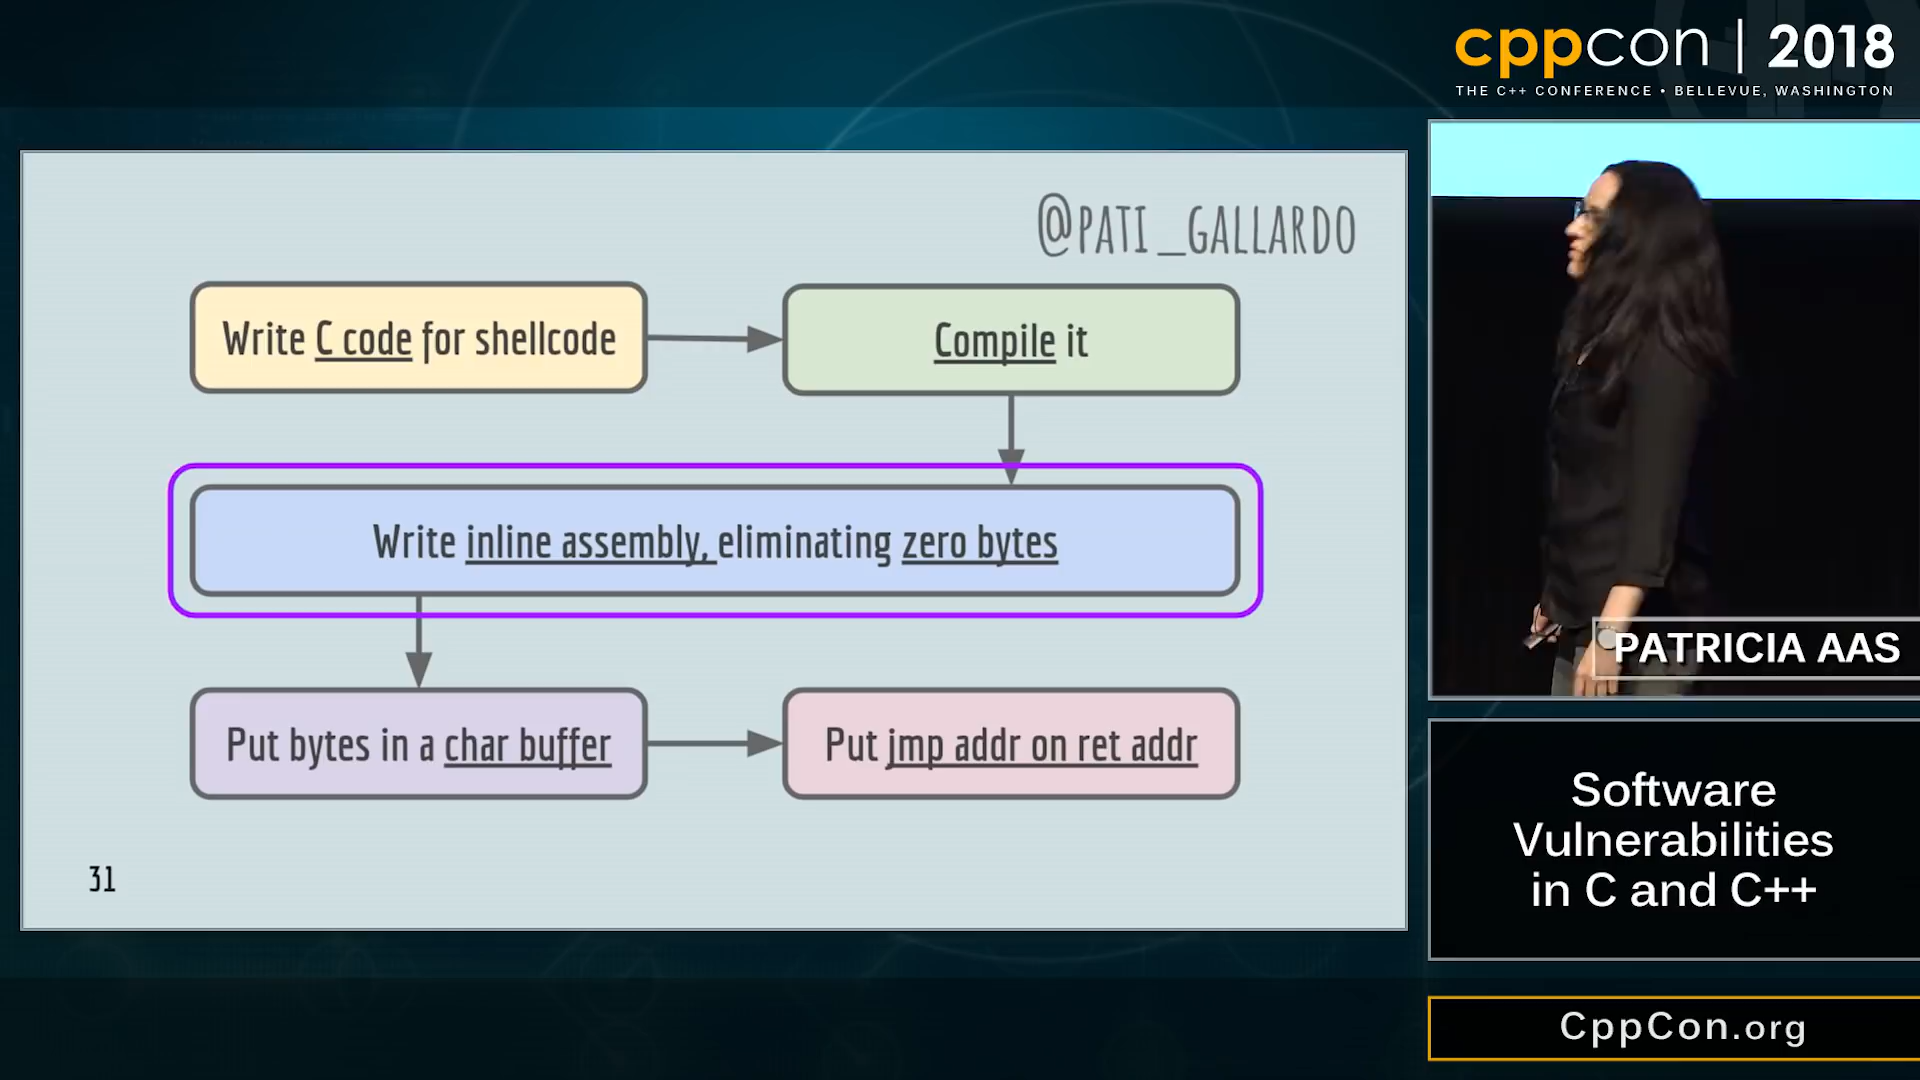 cppcon | 2018
THE C++ CONFERENCE • BELLEVUE, WASHINGTON
@PATI_GALLARDO
Write C code for shellcode
Compile it
Write inline assembly, eliminating zero bytes
Put bytes in a char buffer
Put jmp addr on ret addr
31
PATRICIA AAS
Software
Vulnerabilities
in C and C++
CppCon.org